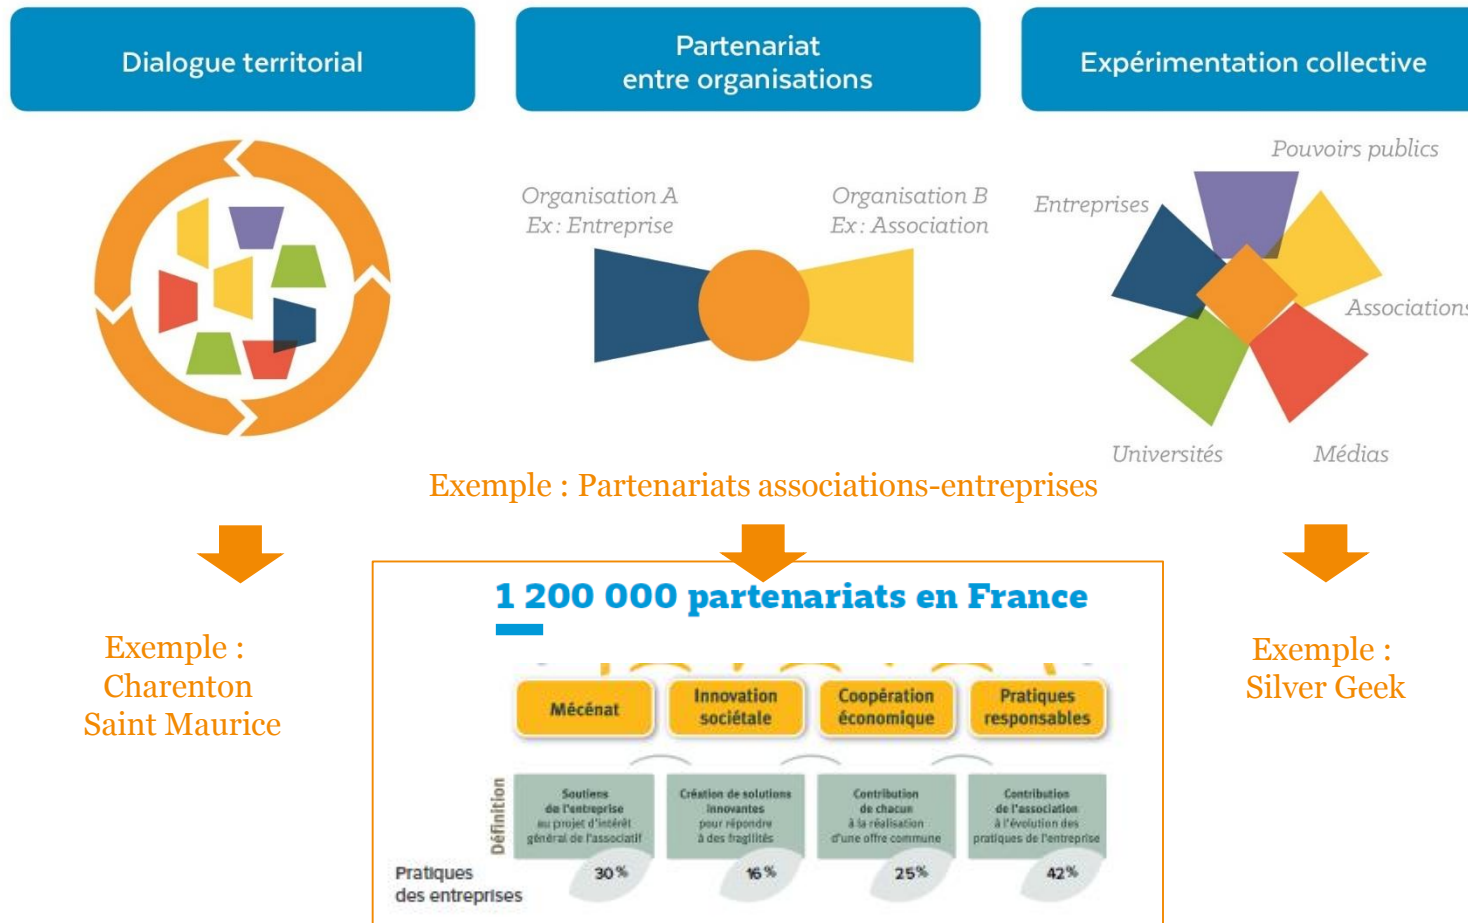 Dialogue territorial
Partenariat
entre organisations
Expérimentation collective
Organisation A
Ex : Entreprise
Organisation B
Ex : Association
Pouvoirs publics
Entreprises
Associations
Universités
Médias
Exemple : Partenariats associations-entreprises
Exemple :
Charenton
Saint Maurice
1 200 000 partenariats en France
Mécénat
Innovation
sociétale
Coopération
économique
Pratiques
responsables
Définition
Soutiens
de l'entreprise
au projet d'intérêt
général de l'associatif
Création de solutions
innovantes
pour répondre
à des fragilités
Contribution
de chacun
à la réalisation
d'une offre commune
Contribution
de l'association
à l'évolution des
pratiques de l'entreprise
Pratiques
des entreprises
30%
16%
25%
42%
Exemple :
Silver Geek